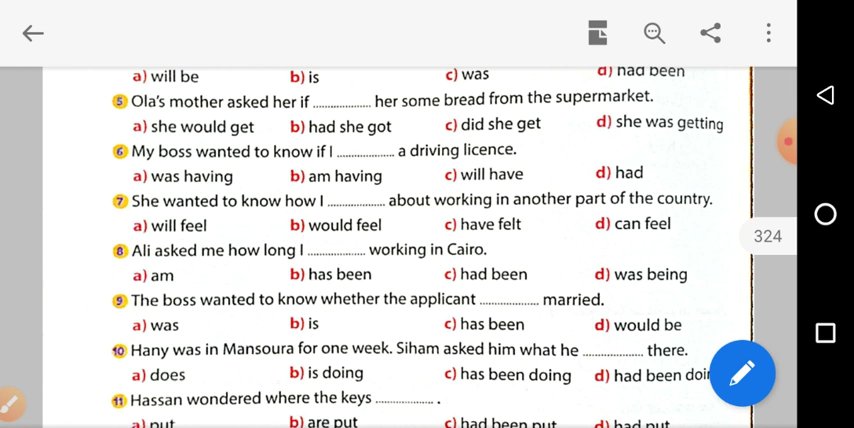 a) will be b) is c) was d) had been
5 Ola's mother asked her if .................. her some bread from the supermarket.
a) she would get b) had she got c) did she get d) she was getting
6 My boss wanted to know if I .................. a driving licence.
a) was having b) am having c) will have d) had
7 She wanted to know how I .................. about working in another part of the country.
a) will feel b) would feel c) have felt d) can feel
324
8 Ali asked me how long I .................. working in Cairo.
a) am b) has been c) had been d) was being
9 The boss wanted to know whether the applicant .................. married.
a) was b) is c) has been d) would be
10 Hany was in Mansoura for one week. Siham asked him what he .................. there.
a) does b) is doing c) has been doing d) had been doin
11 Hassan wondered where the keys .................. .
a) put b) are put c) had been put d) had put